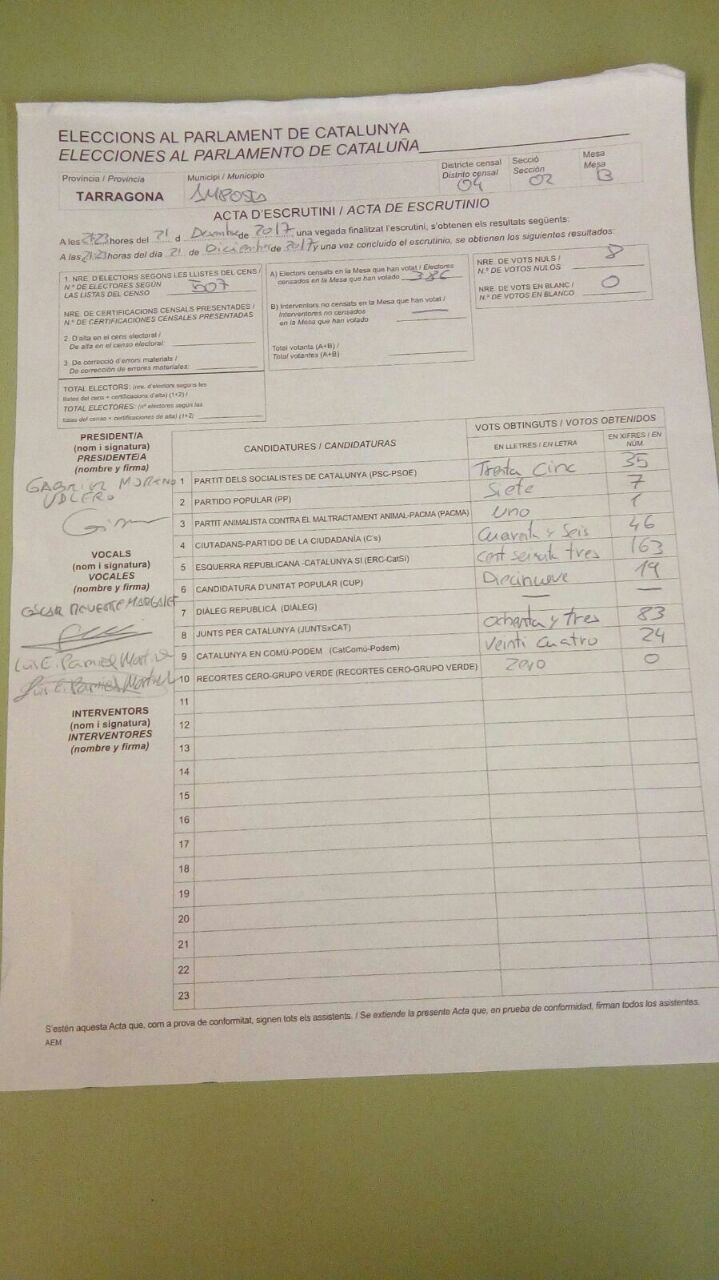 ELECCIONS AL PARLAMENT DE CATALUNYA
ELECCIONES AL PARLAMENTO DE CATALUÑA
Província / Provincia
TARRAGONA
Municipi / Municipio
AMPOSTA
Districte censal
Distrito censal
04
Secció
Sección
02
Mesa
Mesa
B
ACTA D'ESCRUTINI / ACTA DE ESCRUTINIO
A les 21:23 hores del 21 d Desembre de 2017 una vegada finalitzat l'escrutini, s'obtenen els resultats següents:
A las 21:23 horas del día 21 de Diciembre de 2017 y una vez concluido el escrutinio, se obtienen los siguientes resultados:
1. NRE. D'ELECTORS SEGONS LES LLISTES DEL CENS /
N.º DE ELECTORES SEGÚN
LAS LISTAS DEL CENSO 507
NRE. DE CERTIFICACIONS CENSALS PRESENTADES /
N.º DE CERTIFICACIONES CENSALES PRESENTADAS
2. D'alta en el cens electoral /
De alta en el censo electoral:
3. De correcció d'errors materials /
De corrección de errores materiales:
TOTAL ELECTORS: (nre. d'electors segons les
llistes del cens + certificacions d'alta) (1+2) /
TOTAL ELECTORES: (nº electores según las
listas del censo + certificaciones de alta) (1+2)
A) Electors censats en la Mesa que han votat / Electores
censados en la Mesa que han votado 386
B) Interventors no censats en la Mesa que han votat /
Interventores no censados
en la Mesa que han votado —
Total votants (A+B) /
Total votantes (A+B)
NRE. DE VOTS NULS /
N.º DE VOTOS NULOS 8
NRE. DE VOTS EN BLANC /
N.º DE VOTOS EN BLANCO 0
PRESIDENT/A
(nom i signatura)
PRESIDENTE/A
(nombre y firma)
GABRIEL MORENO
VOCALS
(nom i signatura)
VOCALES
(nombre y firma)
OSCAR MARGALEF
Luis E.
Luis E.
INTERVENTORS
(nom i signatura)
INTERVENTORES
(nombre y firma)
CANDIDATURES / CANDIDATURAS
VOTS OBTINGUTS / VOTOS OBTENIDOS
EN LLETRES / EN LETRA
EN XIFRES / EN NÚM.
1 PARTIT DELS SOCIALISTES DE CATALUNYA (PSC-PSOE) Trenta Cinc 35
2 PARTIDO POPULAR (PP) Siete 7
3 PARTIT ANIMALISTA CONTRA EL MALTRACTAMENT ANIMAL-PACMA (PACMA) uno 1
4 CIUTADANS-PARTIDO DE LA CIUDADANÍA (C's) Cuarenta y Seis 46
5 ESQUERRA REPUBLICANA -CATALUNYA SÍ (ERC-CatSí) Cent seixanta tres 163
6 CANDIDATURA D'UNITAT POPULAR (CUP) Diecinueve 19
7 DIÀLEG REPUBLICÀ (DIÀLEG) — —
8 JUNTS PER CATALUNYA (JUNTSxCAT) ochenta y tres 83
9 CATALUNYA EN COMÚ-PODEM (CatComú-Podem) Veinti cuatro 24
10 RECORTES CERO-GRUPO VERDE (RECORTES CERO-GRUPO VERDE) zero 0
11
12
13
14
15
16
17
18
19
20
21
22
23
S'estén aquesta Acta que, com a prova de conformitat, signen tots els assistents. / Se extiende la presente Acta que, en prueba de conformidad, firman todos los asistentes.
AEM